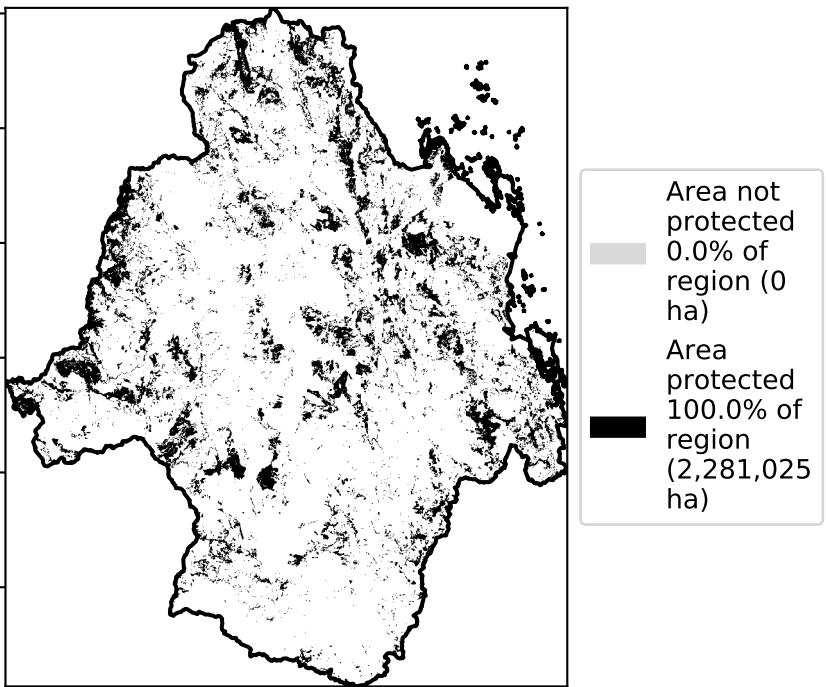 Area not
protected
0.0% of
region (0
ha)
Area
protected
100.0% of
region
(2,281,025
ha)